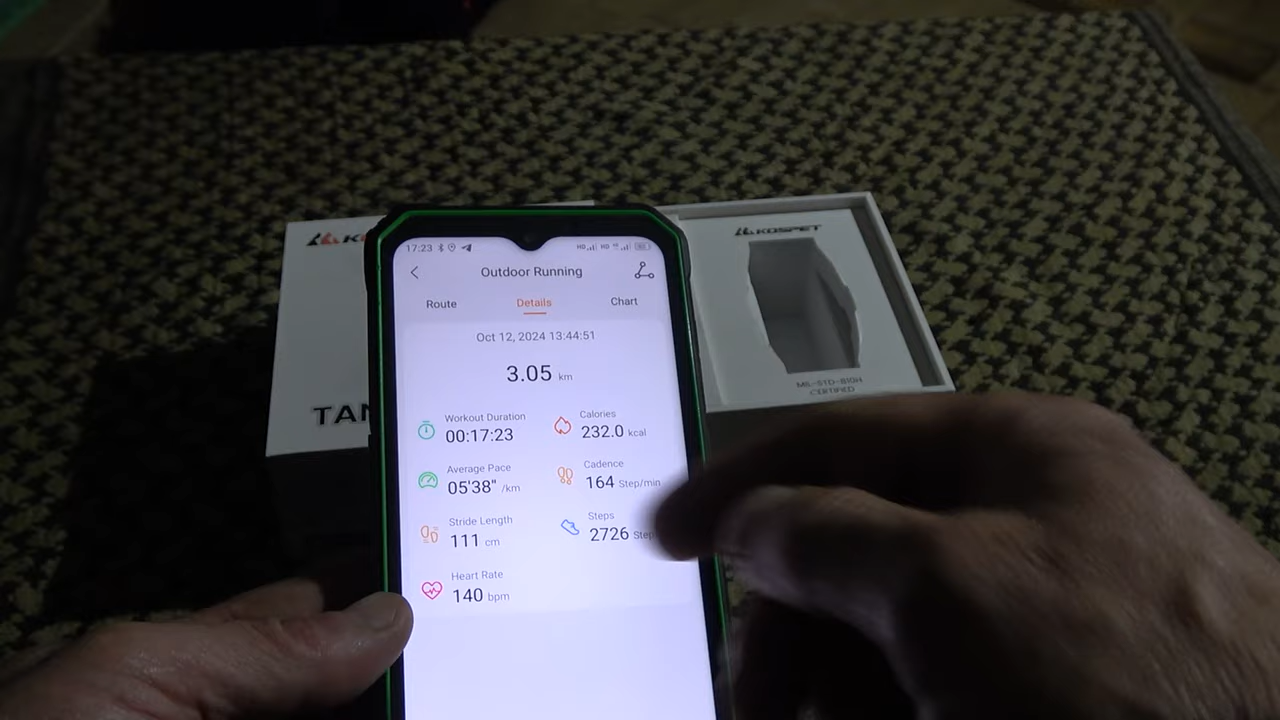 KOSPET
17:23
Outdoor Running
Route Details Chart
Oct 12, 2024 13:44:51
3.05 km
Workout Duration
00:17:23
Calories
232.0 kcal
Average Pace
05'38" /km
Cadence
164 Step/min
Stride Length
111 cm
Steps
2726 Step
Heart Rate
140 bpm
TAN
MIL-STD-810H
CERTIFIED